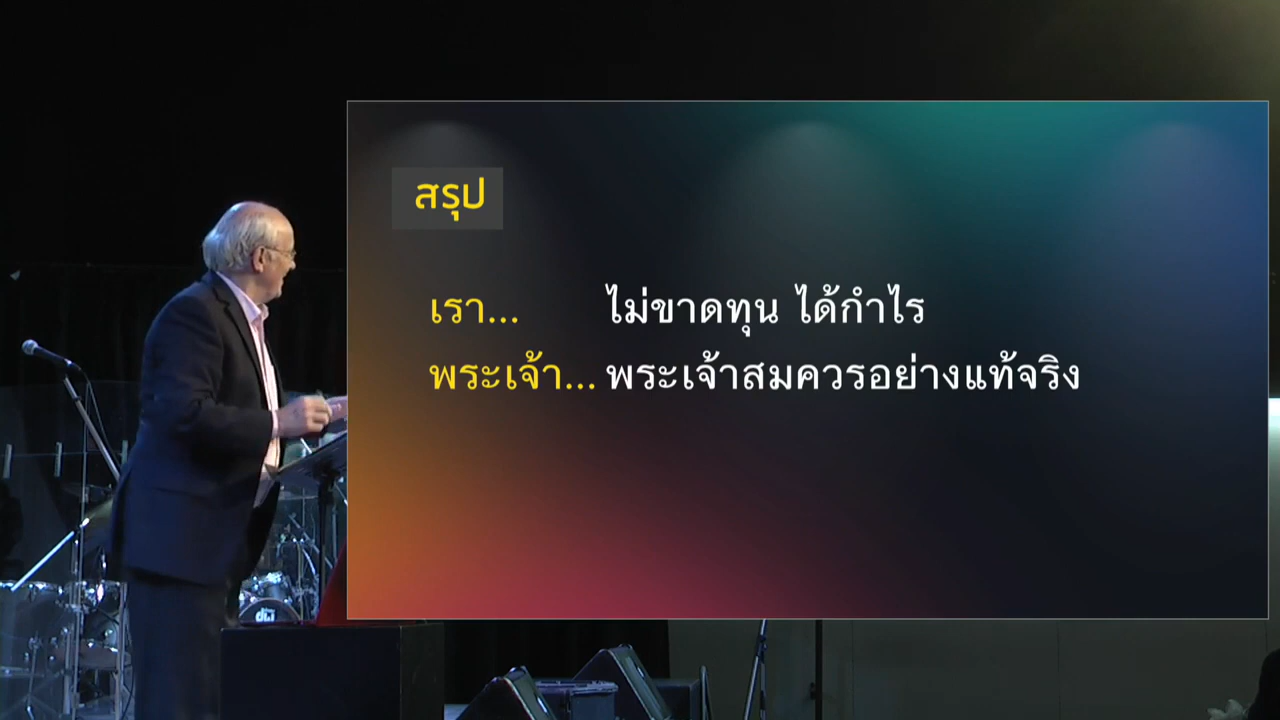 สรุป
เรา... ไม่ขาดทุน ได้กำไร
พระเจ้า... พระเจ้าสมควรอย่างแท้จริง
dw